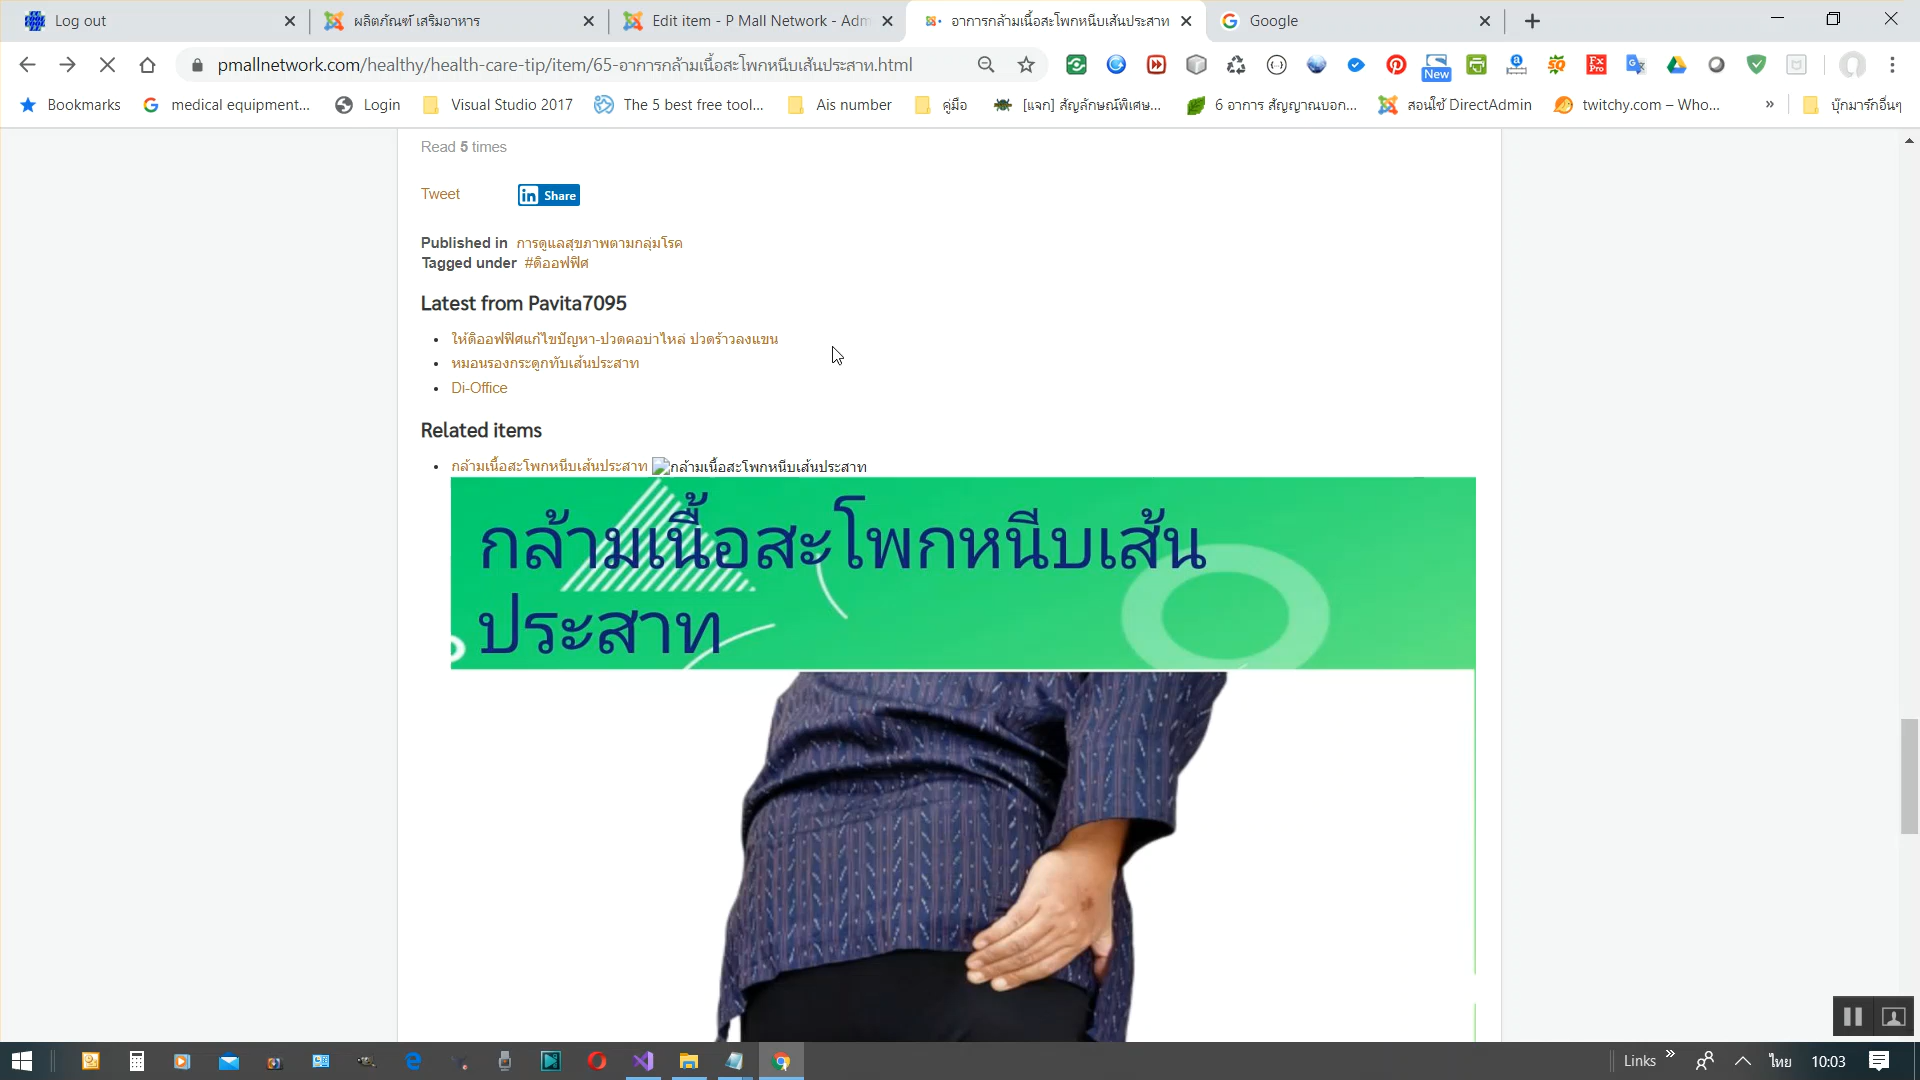 Log out
ผลิตภัณฑ์ เสริมอาหาร
Edit item - P Mall Network - Adm
อาการกล้ามเนื้อสะโพกหนีบเส้นประสาท
Google
pmallnetwork.com/healthy/health-care-tip/item/65-อาการกล้ามเนื้อสะโพกหนีบเส้นประสาท.html
New
Bookmarks
medical equipment...
Login
Visual Studio 2017
The 5 best free tool...
Ais number
คู่มือ
[แจก] สัญลักษณ์พิเศษ...
6 อาการ สัญญาณบอก...
สอนใช้ DirectAdmin
twitchy.com – Who...
»
บุ๊กมาร์กอื่นๆ
Read 5 times
Tweet
in Share
Published in การดูแลสุขภาพตามกลุ่มโรค
Tagged under #ดิออฟฟิศ
Latest from Pavita7095
ให้ดิออฟฟิศแก้ไขปัญหา-ปวดคอบ่าไหล่ ปวดร้าวลงแขน
หมอนรองกระดูกทับเส้นประสาท
Di-Office
Related items
กล้ามเนื้อสะโพกหนีบเส้นประสาท กล้ามเนื้อสะโพกหนีบเส้นประสาท
กล้ามเนื้อสะโพกหนีบเส้น
ประสาท
Links »
ไทย
10:03